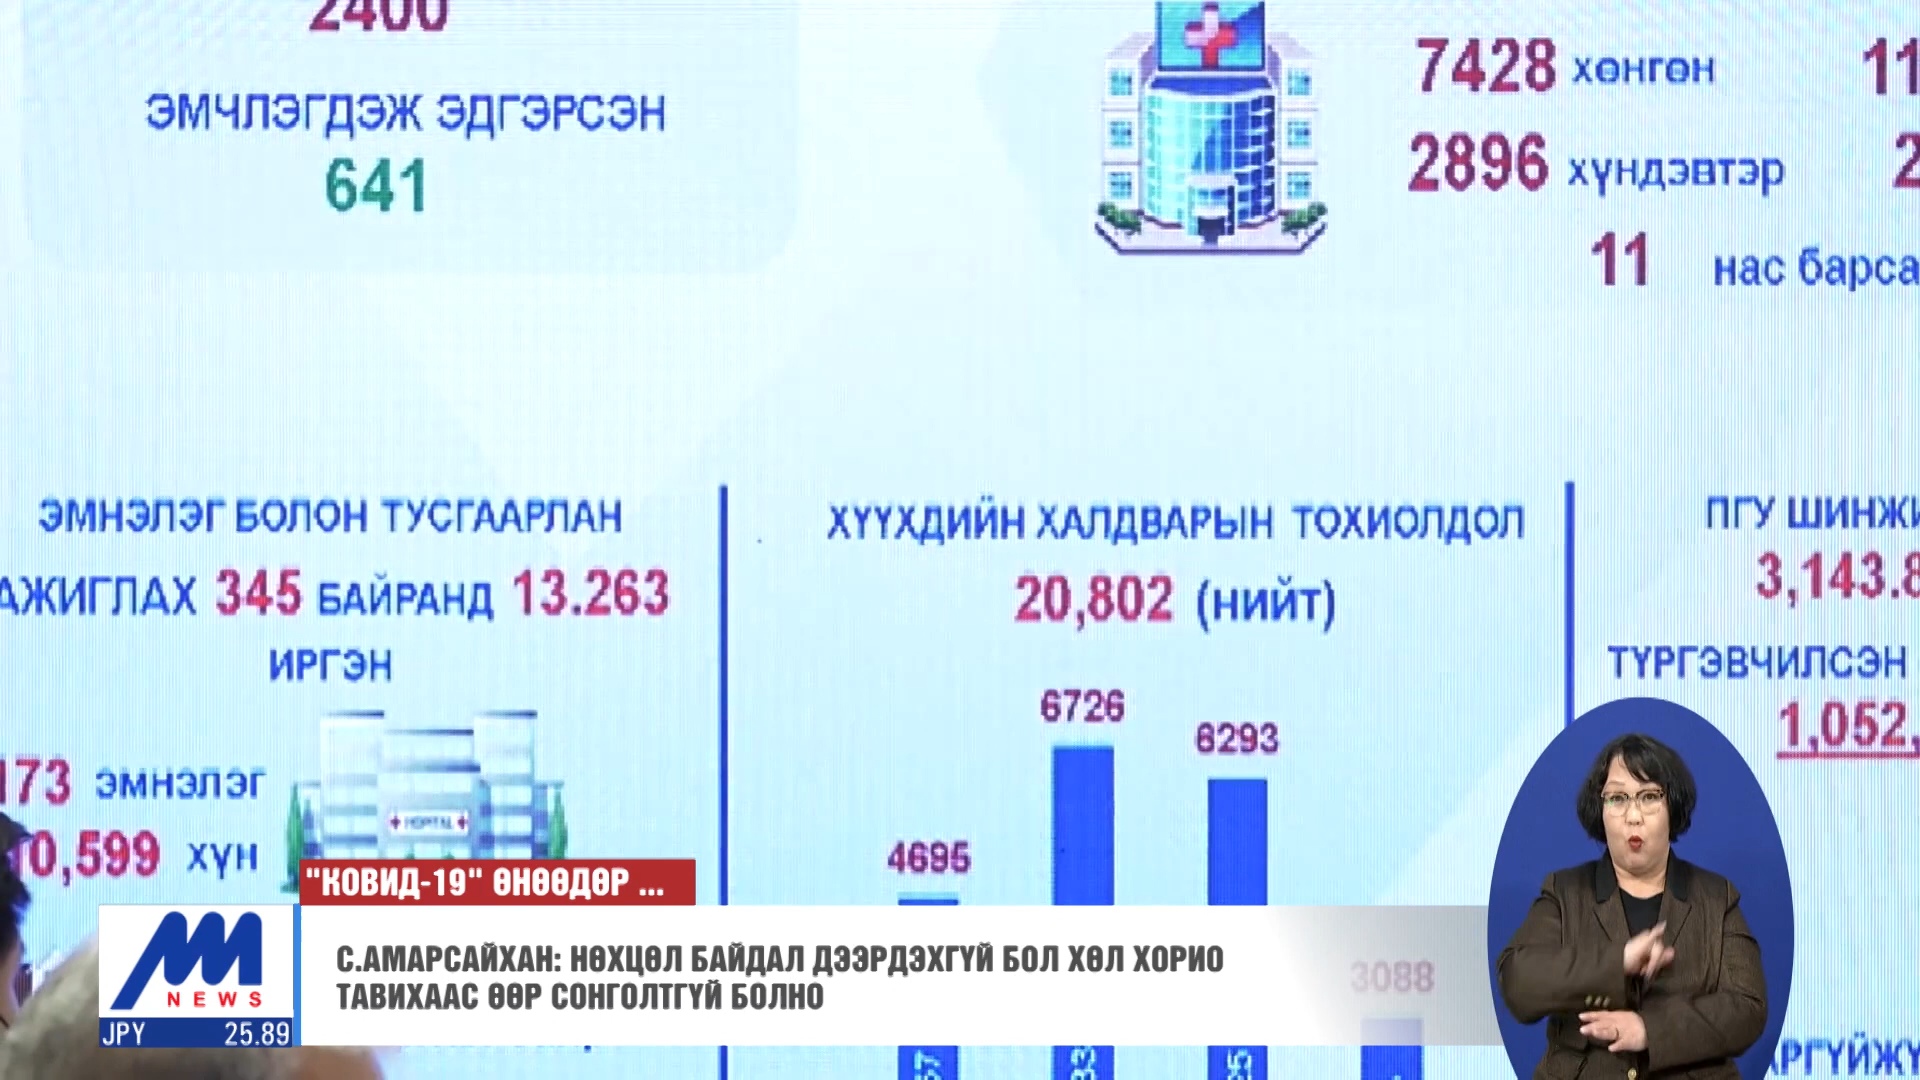 2400
ЭМЧЛЭГДЭЖ ЭДГЭРСЭН
641
7428 хөнгөн
2896 хүндэвтэр
11 нас барса
ЭМНЭЛЭГ БОЛОН ТУСГААРЛАН
АЖИГЛАХ 345 БАЙРАНД 13.263
ИРГЭН
173 ЭМНЭЛЭГ
10,599 ХҮН
ХҮҮХДИЙН ХАЛДВАРЫН ТОХИОЛДОЛ
20,802 (НИЙТ)
4695
6726
6293
3088
ПГУ ШИНЖИ
3,143.8
ТҮРГЭВЧИЛСЭН
1,052,
"КОВИД-19" ӨНӨӨДӨР ...
С.АМАРСАЙХАН: НӨХЦӨЛ БАЙДАЛ ДЭЭРДЭХГҮЙ БОЛ ХӨЛ ХОРИО
ТАВИХААС ӨӨР СОНГОЛТГҮЙ БОЛНО
NEWS
JPY 25.89